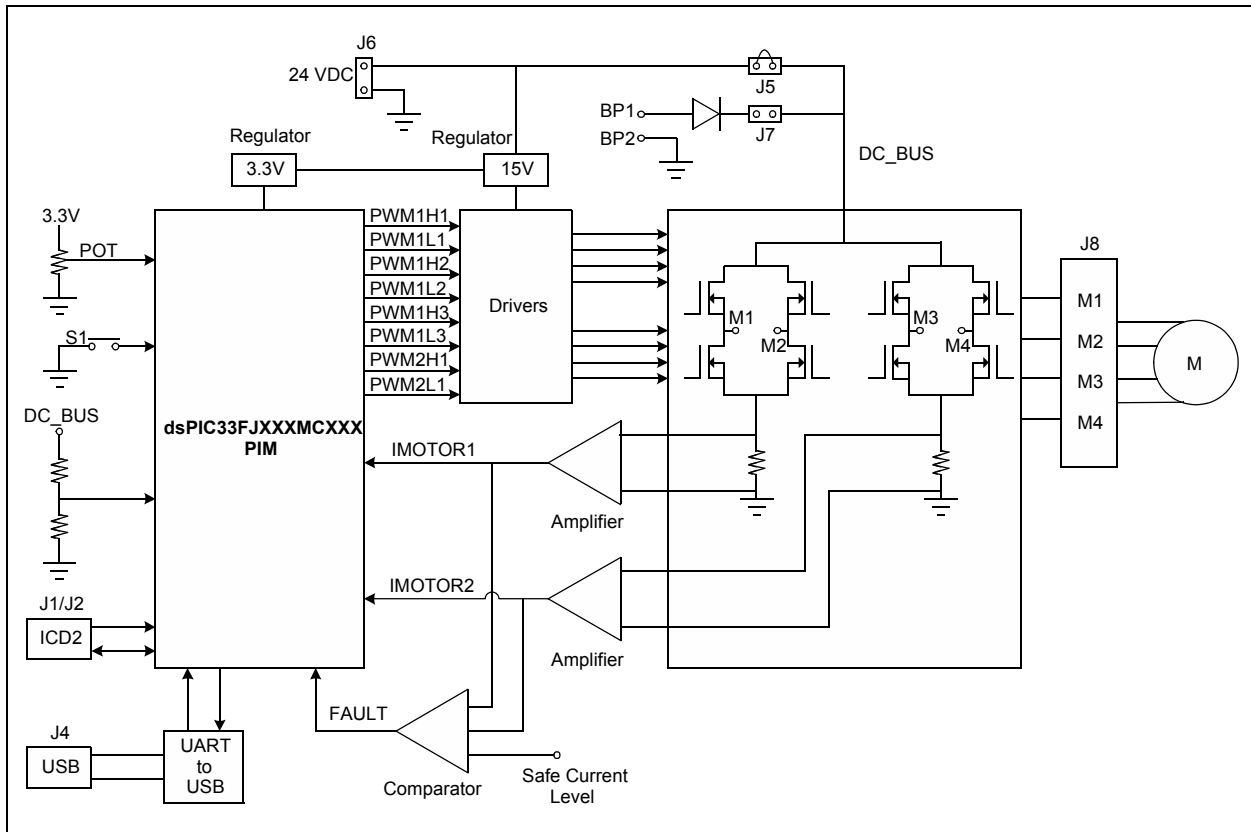 J6
24 VDC
J5
BP1
J7
BP2
DC_BUS
Regulator
3.3V
Regulator
15V
3.3V
POT
S1
DC_BUS
J1/J2
ICD2
J4
USB
UART
to
USB
dsPIC33FJXXXMCXXX
PIM
PWM1H1
PWM1L1
PWM1H2
PWM1L2
PWM1H3
PWM1L3
PWM2H1
PWM2L1
Drivers
M1
M2
M3
M4
J8
M1
M2
M3
M4
M
IMOTOR1
Amplifier
IMOTOR2
Amplifier
FAULT
Comparator
Safe Current
Level